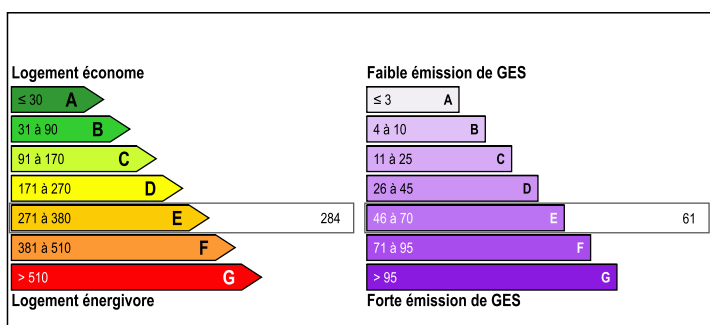 Logement économe
≤ 30 A
31 à 90 B
91 à 170 C
171 à 270 D
271 à 380 E 284
381 à 510 F
> 510 G
Logement énergivore
Faible émission de GES
≤ 3 A
4 à 10 B
11 à 25 C
26 à 45 D
46 à 70 E 61
71 à 95 F
> 95 G
Forte émission de GES